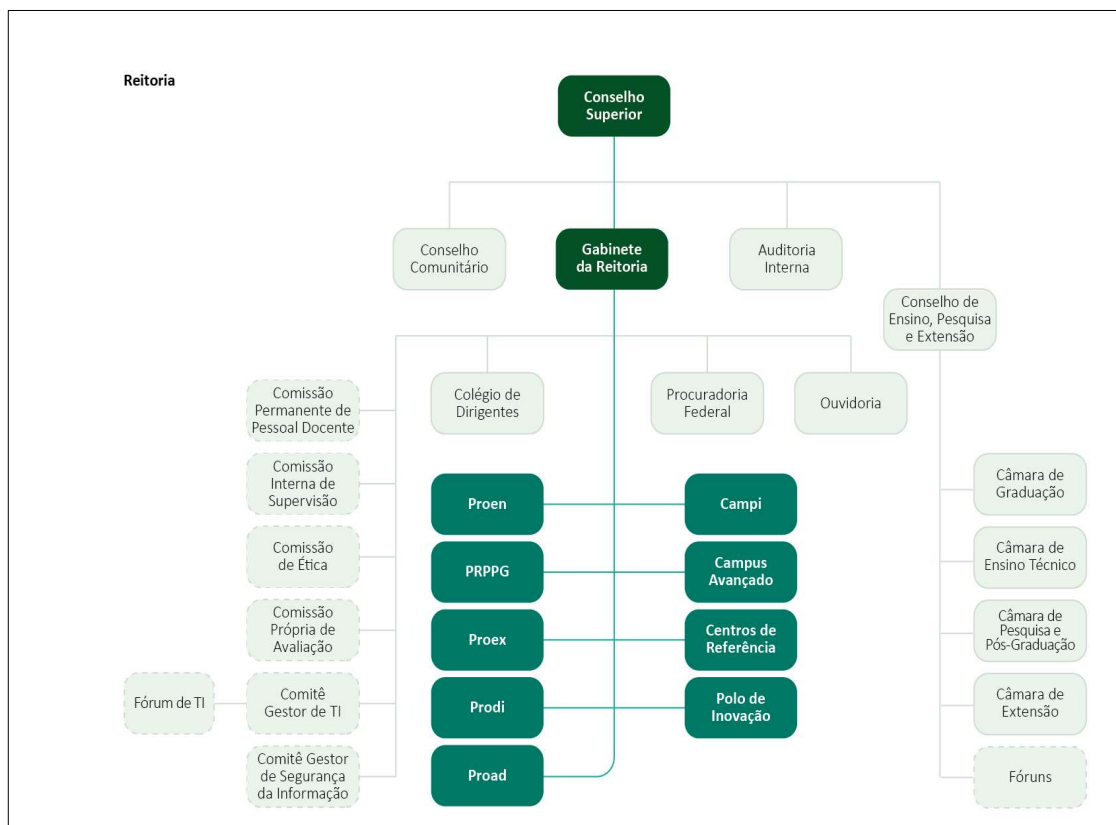 Reitoria
Conselho
Superior
Conselho
Comunitário
Gabinete
da Reitoria
Auditoria
Interna
Conselho de
Ensino, Pesquisa
e Extensão
Comissão
Permanente de
Pessoal Docente
Colégio de
Dirigentes
Procuradoria
Federal
Ouvidoria
Comissão
Interna de
Supervisão
Proen
Campi
Câmara de
Graduação
Comissão
de Ética
PRPPG
Campus
Avançado
Câmara de
Ensino Técnico
Comissão
Própria de
Avaliação
Proex
Centros de
Referência
Câmara de
Pesquisa e
Pós-Graduação
Fórum de TI
Comitê
Gestor de TI
Prodi
Polo de
Inovação
Câmara de
Extensão
Comitê Gestor
de Segurança
da Informação
Proad
Fóruns